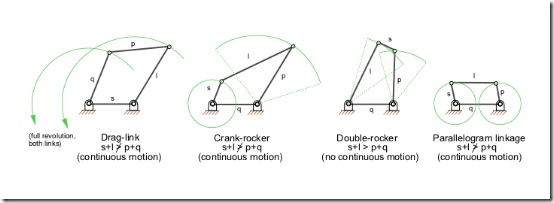 p
q
l
s
(full revolution,
both links)
Drag-link
s+l ≯ p+q
(continuous motion)
l
s
p
q
Crank-rocker
s+l ≯ p+q
(continuous motion)
s
l
p
q
Double-rocker
s+l > p+q
(no continuous motion)
l
s
p
q
Parallelogram linkage
s+l ≯ p+q
(continuous motion)